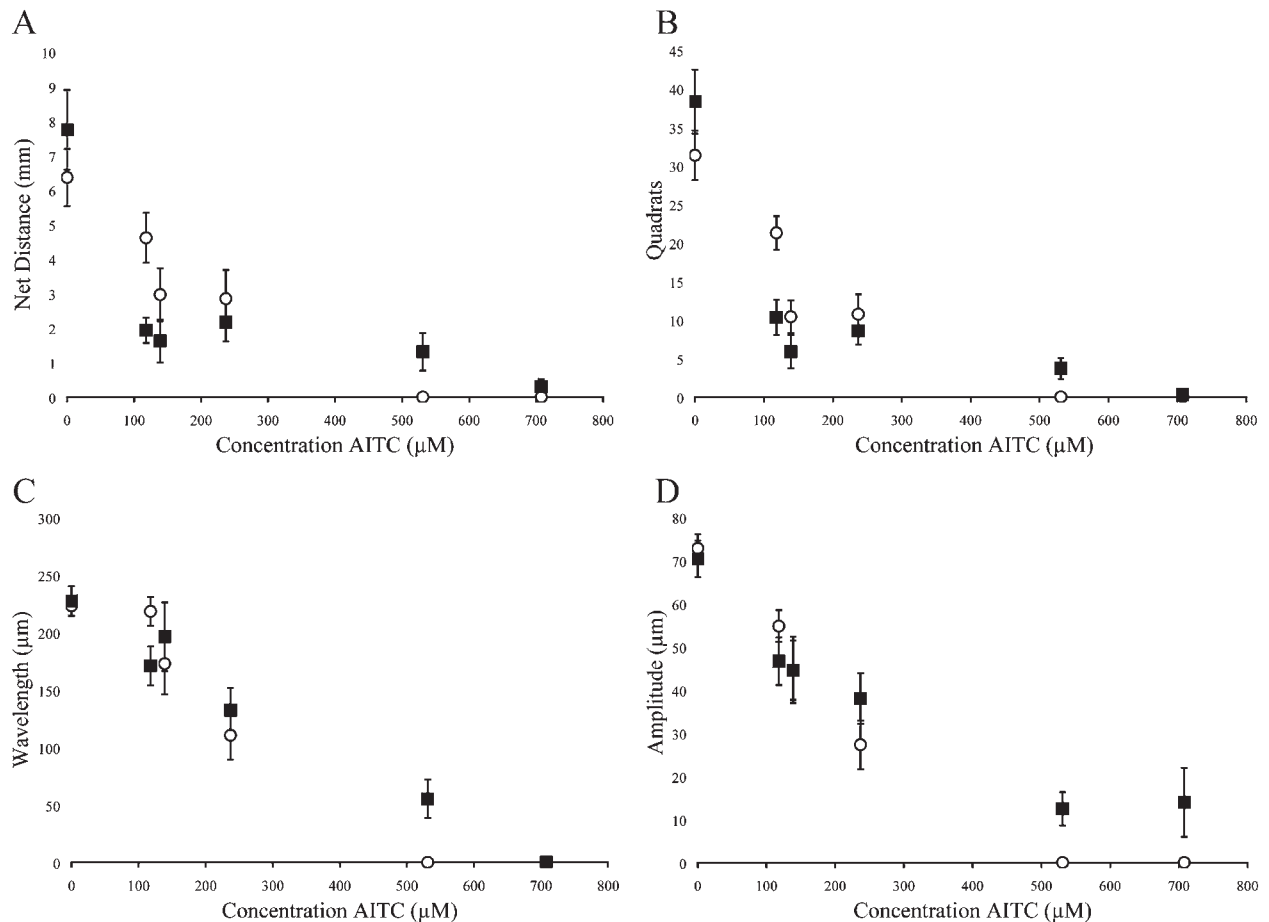 A
10
9
8
7
6
5
4
3
2
1
0
Net Distance (mm)
0 100 200 300 400 500 600 700 800
Concentration AITC (µM)
B
45
40
35
30
25
20
15
10
5
0
Quadrats
0 100 200 300 400 500 600 700 800
Concentration AITC (µM)
C
300
250
200
150
100
50
0
Wavelength (µm)
0 100 200 300 400 500 600 700 800
Concentration AITC (µM)
D
80
70
60
50
40
30
20
10
0
Amplitude (µm)
0 100 200 300 400 500 600 700 800
Concentration AITC (µM)